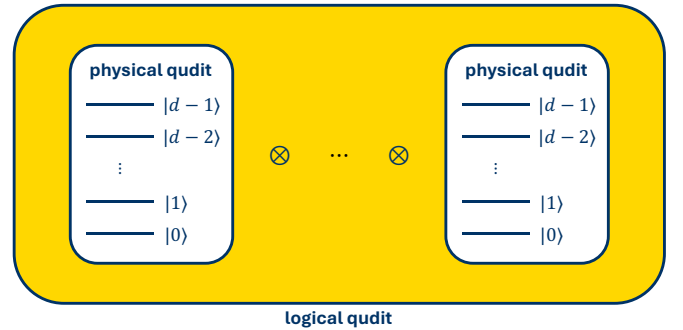 physical qudit
|d − 1⟩
|d − 2⟩
⋮
|1⟩
|0⟩
⊗ ⋯ ⊗
physical qudit
|d − 1⟩
|d − 2⟩
⋮
|1⟩
|0⟩
logical qudit